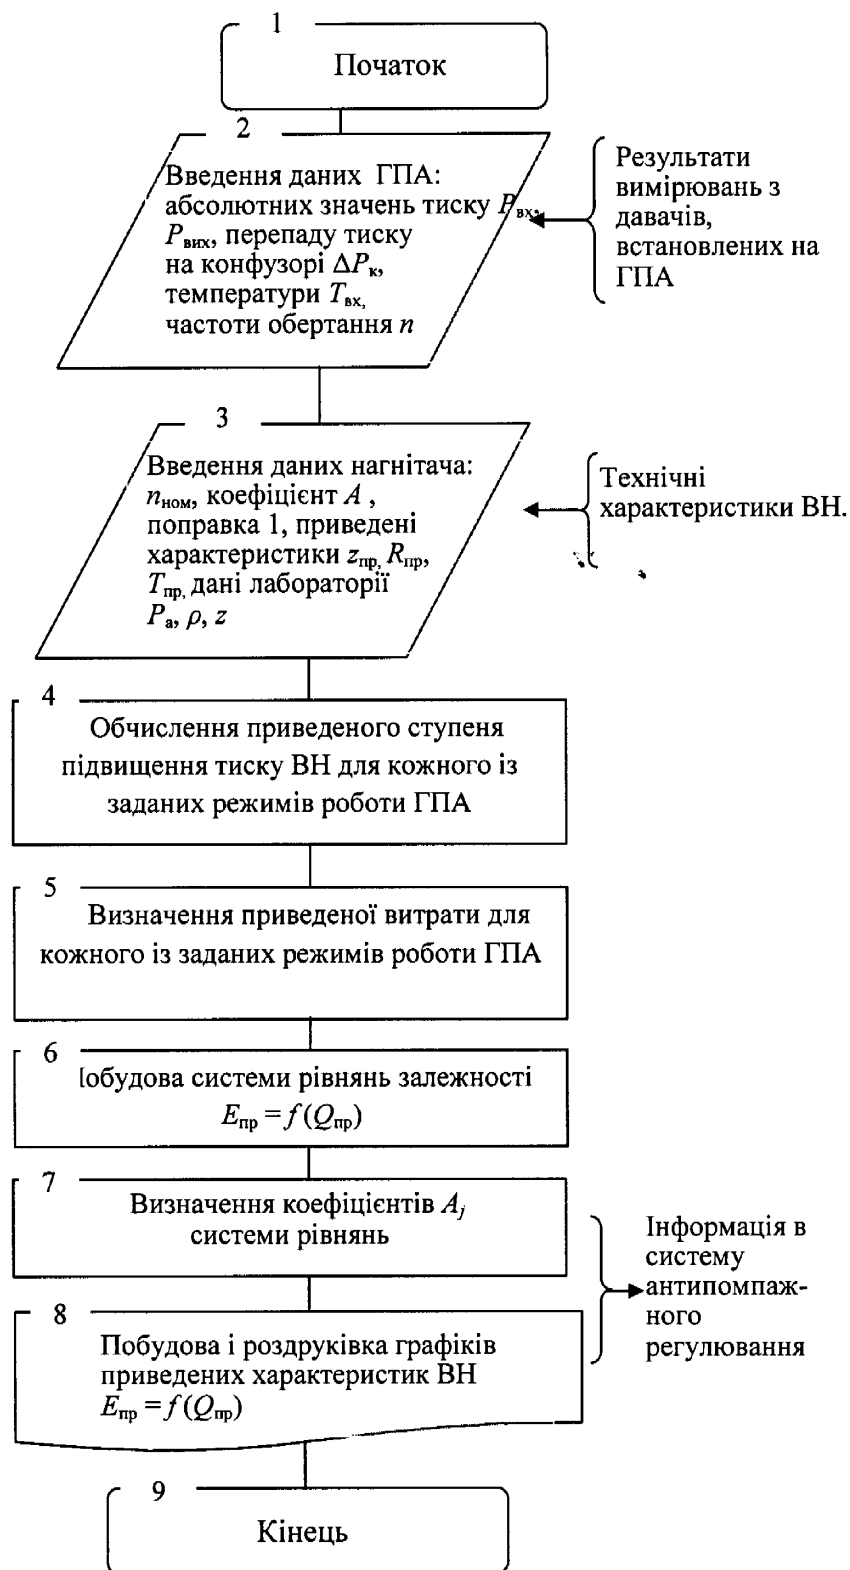 1
Початок
2
Введення даних ГПА:
абсолютних значень тиску Pвх,
Pвих, перепаду тиску
на конфузорі ΔPк,
температури Tвх,
частоти обертання n
Результати
вимірювань з
давачів,
встановлених на
ГПА
3
Введення даних нагнітача:
nном, коефіцієнт A ,
поправка 1, приведені
характеристики zпр, Rпр,
Tпр, дані лабораторії
Pа, ρ, z
Технічні
характеристики ВН.
4
Обчислення приведеного ступеня
підвищення тиску ВН для кожного із
заданих режимів роботи ГПА
5
Визначення приведеної витрати для
кожного із заданих режимів роботи ГПА
6
Побудова системи рівнянь залежності
Eпр = f(Qпр)
7
Визначення коефіцієнтів Aj
системи рівнянь
Інформація в
систему
антипомпаж-
ного
регулювання
8
Побудова і роздруківка графіків
приведених характеристик ВН
Eпр = f(Qпр)
9
Кінець